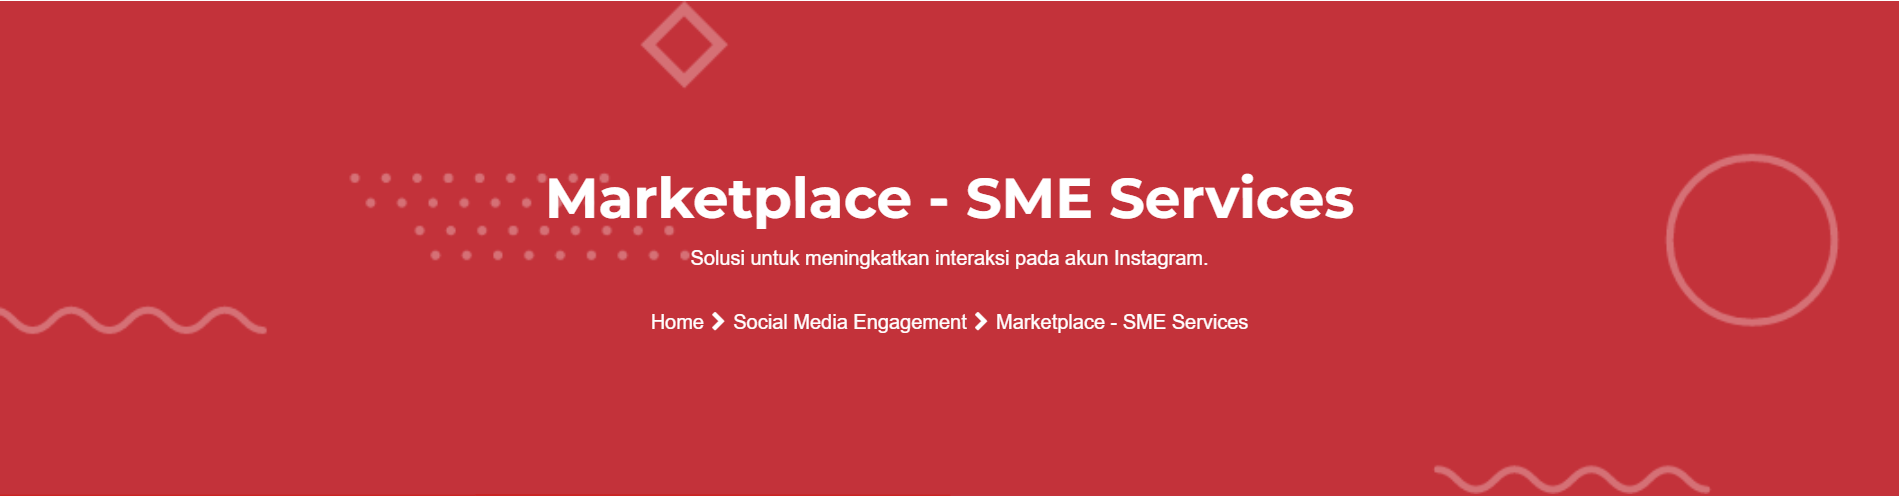 Marketplace - SME Services
Solusi untuk meningkatkan interaksi pada akun Instagram.
Home > Social Media Engagement > Marketplace - SME Services